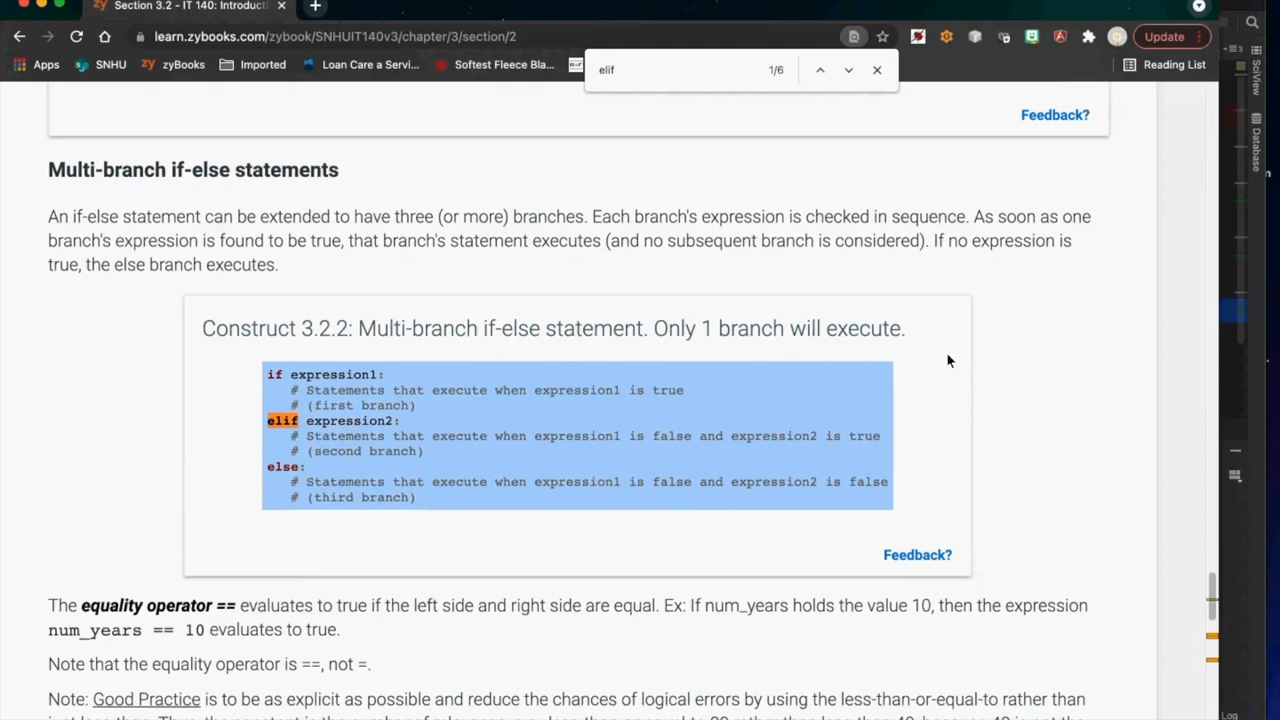 Section 3.2 - IT 140: Introducti
learn.zybooks.com/zybook/SNHUIT140v3/chapter/3/section/2
Update
Apps SNHU zyBooks Imported Loan Care a Servi... Softest Fleece Bla... Reading List
elif 1/6
SciView
Database
Feedback?
Multi-branch if-else statements
An if-else statement can be extended to have three (or more) branches. Each branch's expression is checked in sequence. As soon as one
branch's expression is found to be true, that branch's statement executes (and no subsequent branch is considered). If no expression is
true, the else branch executes.
Construct 3.2.2: Multi-branch if-else statement. Only 1 branch will execute.
if expression1:
# Statements that execute when expression1 is true
# (first branch)
elif expression2:
# Statements that execute when expression1 is false and expression2 is true
# (second branch)
else:
# Statements that execute when expression1 is false and expression2 is false
# (third branch)
Feedback?
The equality operator == evaluates to true if the left side and right side are equal. Ex: If num_years holds the value 10, then the expression
num_years == 10 evaluates to true.
Note that the equality operator is ==, not =.
Note: Good Practice is to be as explicit as possible and reduce the chances of logical errors by using the less-than-or-equal-to rather than
Log